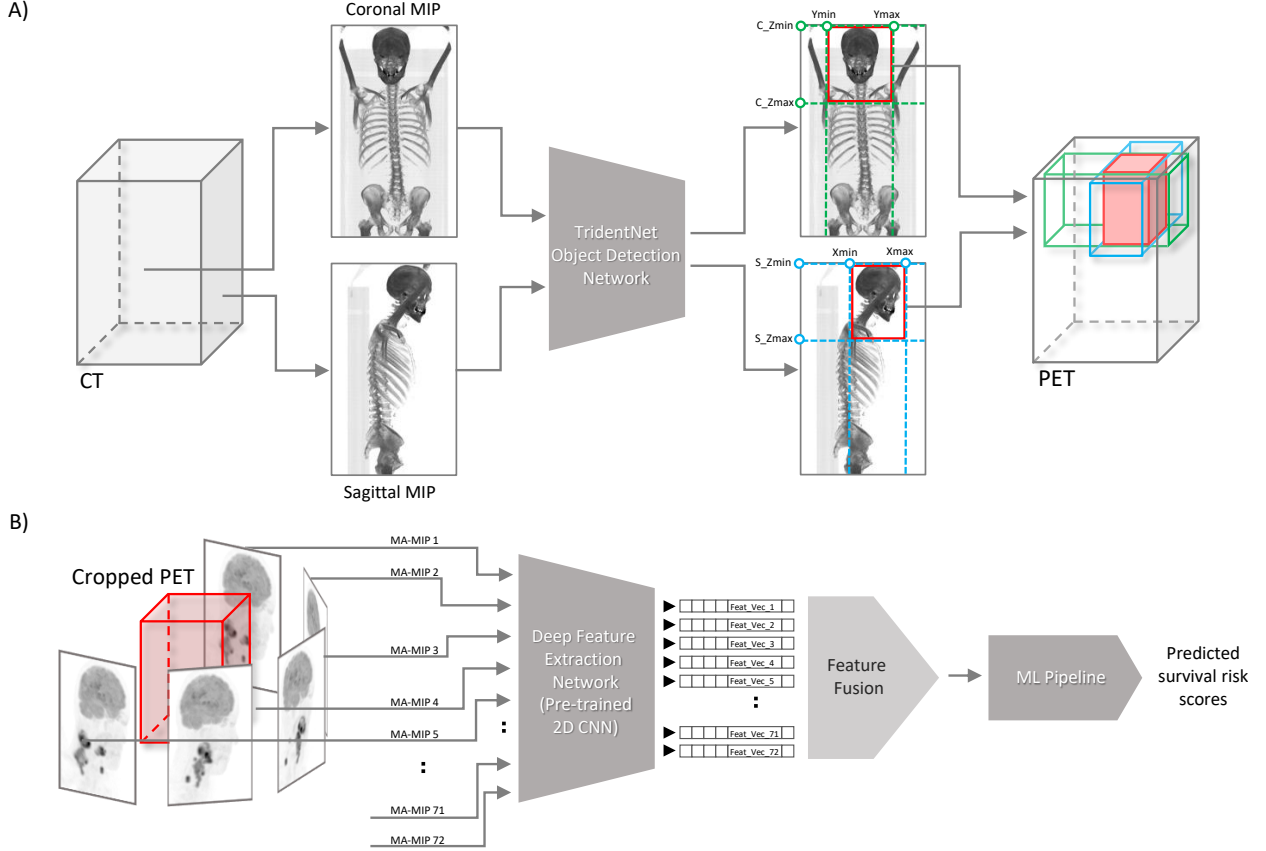 A)
Coronal MIP
Ymin
Ymax
C_Zmin
C_Zmax
TridentNet
Object Detection
Network
CT
PET
S_Zmin
Xmin
Xmax
S_Zmax
Sagittal MIP
B)
Cropped PET
MA-MIP 1
MA-MIP 2
MA-MIP 3
MA-MIP 4
MA-MIP 5
:
MA-MIP 71
MA-MIP 72
:
Deep Feature
Extraction
Network
(Pre-trained
2D CNN)
Feat_Vec_1
Feat_Vec_2
Feat_Vec_3
Feat_Vec_4
Feat_Vec_5
:
Feat_Vec_71
Feat_Vec_72
Feature
Fusion
ML Pipeline
Predicted
survival risk
scores